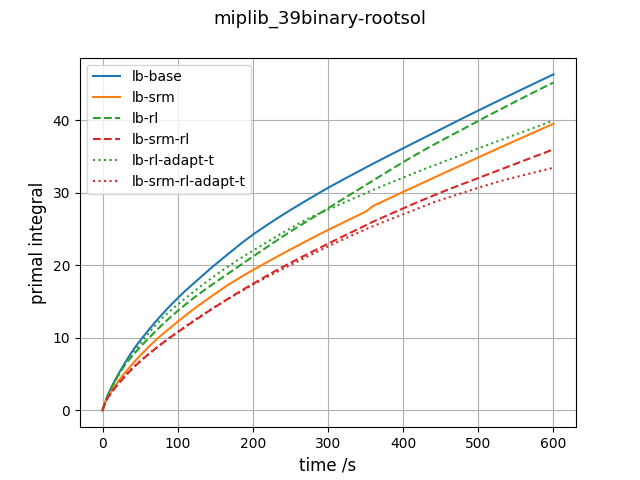 miplib_39binary-rootsol
lb-base
lb-srm
lb-rl
lb-srm-rl
lb-rl-adapt-t
lb-srm-rl-adapt-t
primal integral
40
30
20
10
0
0 100 200 300 400 500 600
time /s